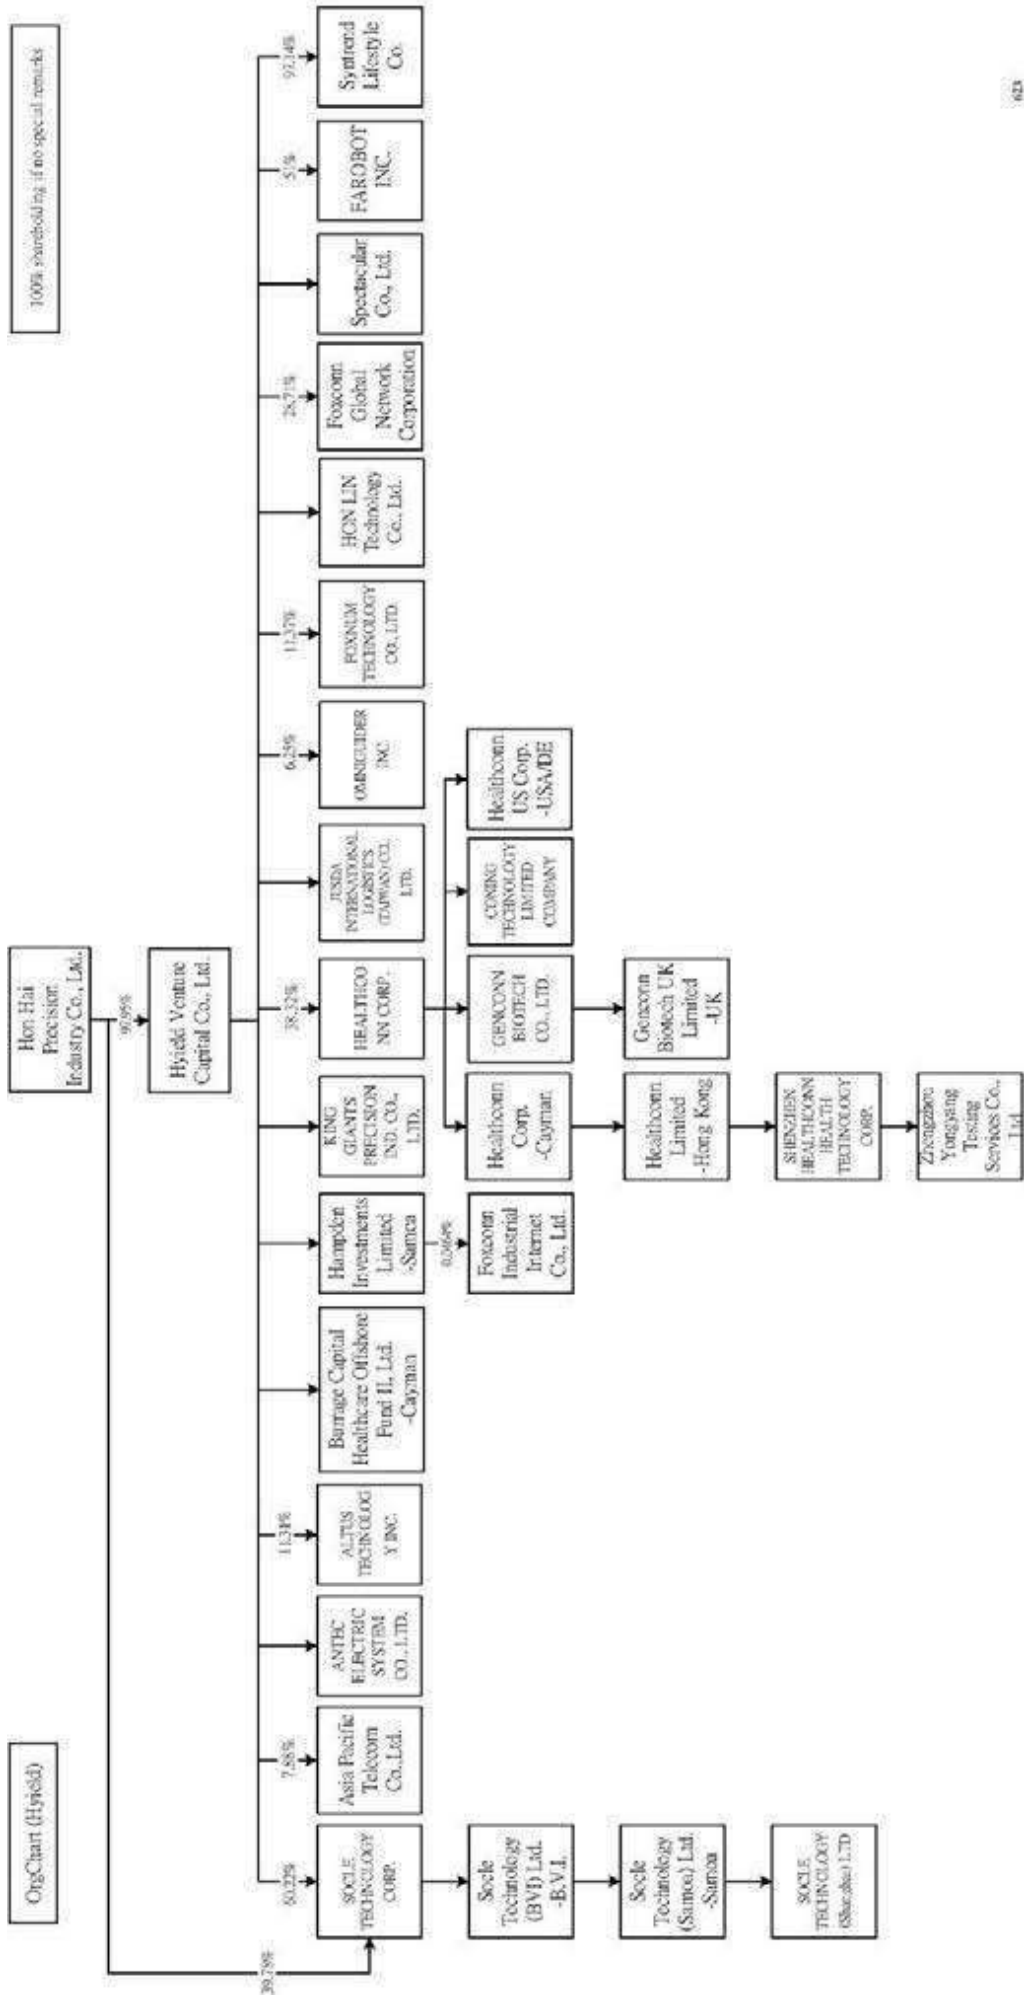 OrgChart (Hyield)
100% shareholding if no special remarks
Hon Hai
Precision
Industry Co., Ltd.
Hyield Venture
Capital Co., Ltd.
39.78%
60.22%
7.88%
38.32%
6.25%
28.71%
51%
SOCLE
TECHNOLOGY
CORP.
Asia Pacific
Telecom
Co.,Ltd.
ANTEC
ELECTRIC
SYSTEM
CO., LTD.
ALTUS
TECHNOLOG
Y INC.
Burrage Capital
Healthcare Offshore
Fund II, Ltd.
-Cayman
Hampden
Investments
Limited
-Samoa
KING
GIANTS
PRECISION
IND. CO.,
LTD.
HEALTHCO
NN CORP.
JUSDA
INTERNATIONAL
LOGISTICS
(TAIWAN) CO.
LTD.
OMNIGUIDER
INC.
FOXNUM
TECHNOLOGY
CO., LTD.
HON LIN
Technology
Co., Ltd.
Foxconn
Global
Network
Corporation
Spectacular
Co., Ltd.
FAROBOT
INC.
Syntrend
Lifestyle
Co.
Socle
Technology
(BVI) Ltd.
-B.V.I.
Foxconn
Industrial
Internet
Co., Ltd.
Healthconn
Corp.
-Cayman
GENCONN
BIOTECH
CO., LTD.
CONING
TECHNOLOGY
LIMITED
COMPANY
Healthconn
US Corp.
-USA/DE
Socle
Technology
(Samoa) Ltd.
-Samoa
Healthconn
Limited
-Hong Kong
Genconn
Biotech UK
Limited
-UK
SOCLE
TECHNOLOGY
(Shanghai) LTD
SHENZHEN
HEALTHCONN
HEALTH
TECHNOLOGY
CORP.
Zhengzhou
Yongyang
Testing
Services Co.,
Ltd
623